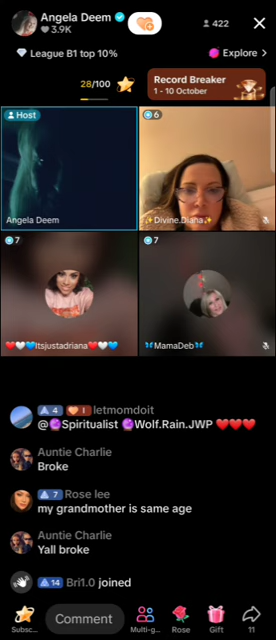 Angela Deem
3.9K
422
League B1 top 10%
Explore >
28/100
Record Breaker
1 - 10 October
Host
6
Angela Deem
✨Divine.Diana✨
7
7
❤️🤍💙Itsjustadriana❤️🤍💙
🦋MamaDeb🦋
4 1 letmomdoit
@🔮Spiritualist 🔮Wolf.Rain.JWP ❤️❤️❤️
Auntie Charlie
Broke
7 Rose lee
my grandmother is same age
Auntie Charlie
Yall broke
14 Bri1.0 joined
Comment
Subsc... Multi-g... Rose Gift 11